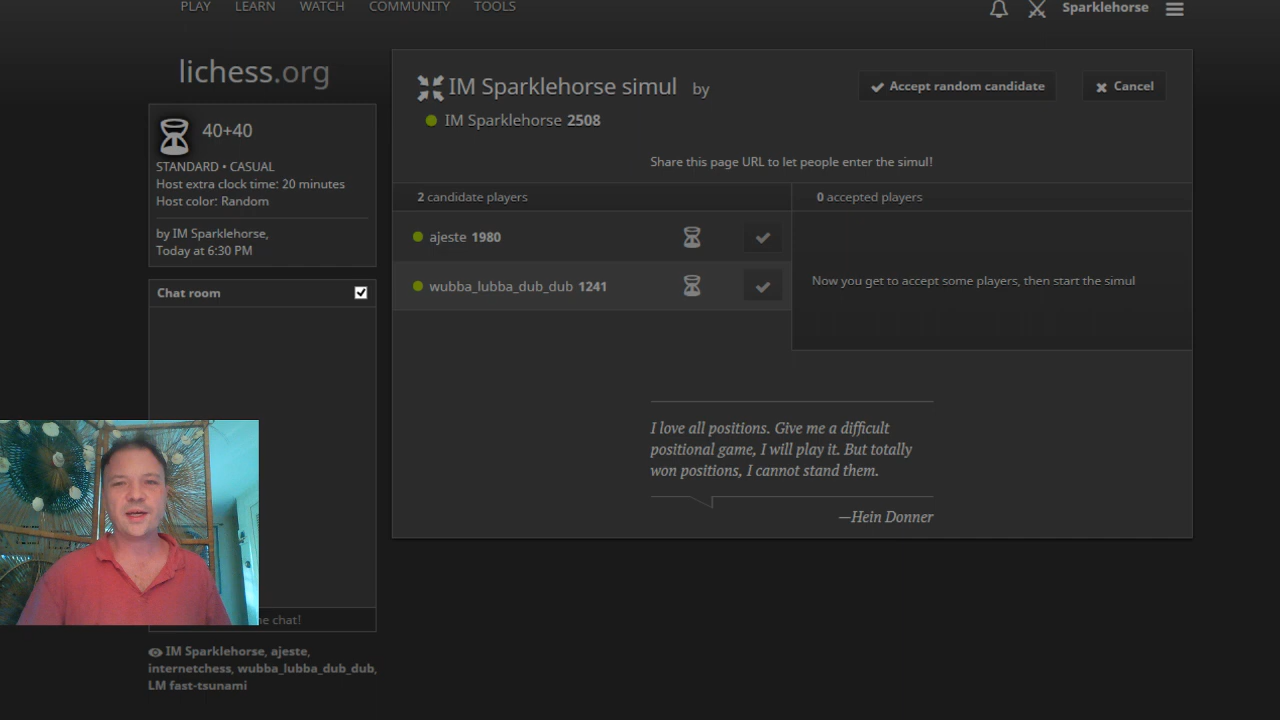 PLAY LEARN WATCH COMMUNITY TOOLS
Sparklehorse
lichess.org
40+40
STANDARD • CASUAL
Host extra clock time: 20 minutes
Host color: Random
by IM Sparklehorse,
Today at 6:30 PM
Chat room
he chat!
IM Sparklehorse, ajeste,
internetchess, wubba_lubba_dub_dub,
LM fast-tsunami
IM Sparklehorse simul by
IM Sparklehorse 2508
Accept random candidate
Cancel
Share this page URL to let people enter the simul!
2 candidate players
0 accepted players
ajeste 1980
wubba_lubba_dub_dub 1241
Now you get to accept some players, then start the simul
I love all positions. Give me a difficult
positional game, I will play it. But totally
won positions, I cannot stand them.
—Hein Donner